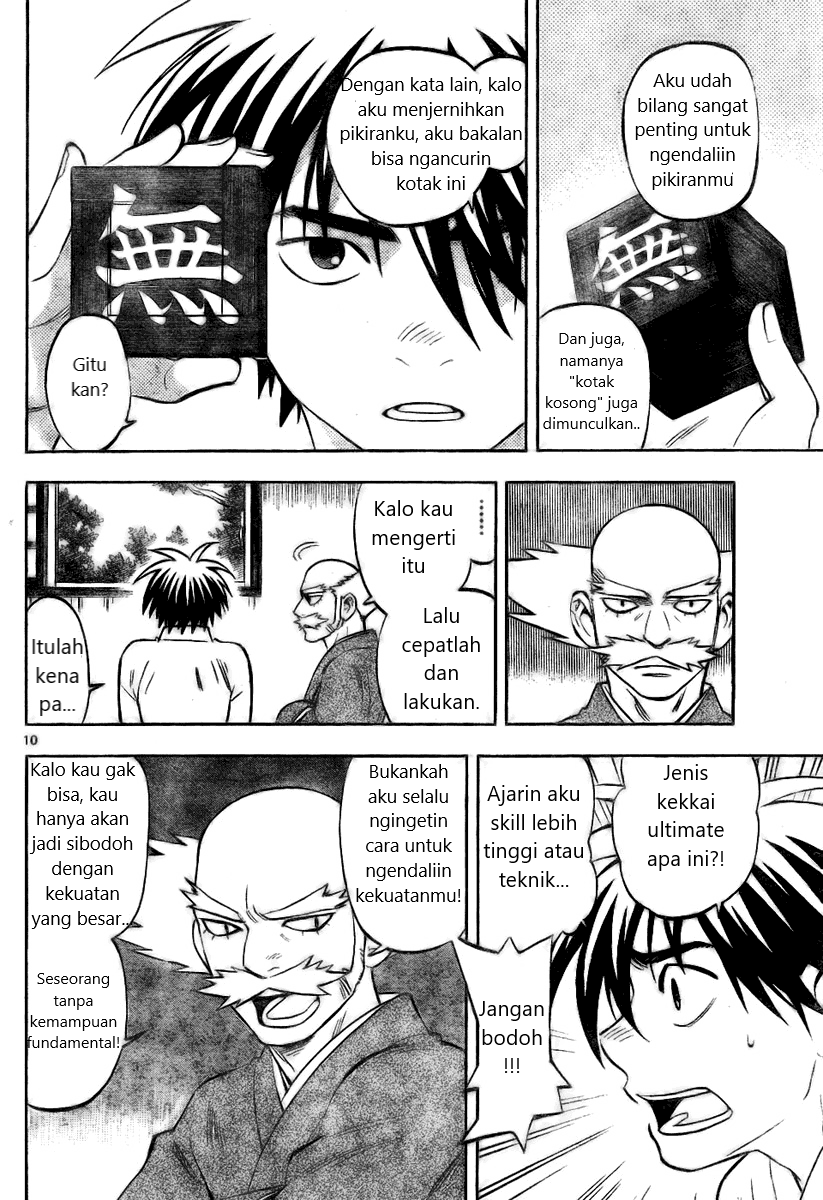 Aku udah
bilang sangat
penting untuk
ngendaliin
pikiranmu
無
Dan juga,
namanya
"kotak
kosong" juga
dimunculkan..
Dengan kata lain, kalo
aku menjernihkan
pikiranku, aku bakalan
bisa ngancurin
kotak ini
無
Gitu
kan?
Kalo kau
mengerti
itu
Lalu
cepatlah
dan
lakukan.
Itulah
kena
pa...
10
Jenis
kekkai
ultimate
apa ini?!
Ajarin aku
skill lebih
tinggi atau
teknik...
Jangan
bodoh
!!!
Bukankah
aku selalu
ngingetin
cara untuk
ngendaliin
kekuatanmu!
Kalo kau gak
bisa, kau
hanya akan
jadi sibodoh
dengan
kekuatan
yang besar...
Seseorang
tanpa
kemampuan
fundamental!